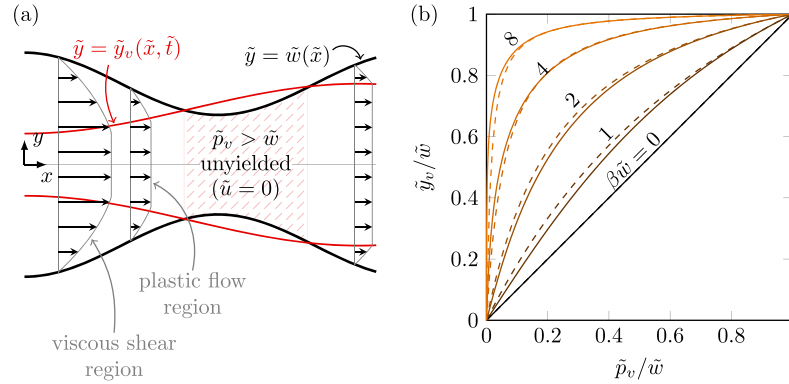 (a)
ỹ = ỹ_v(x̃, t̃)
ỹ = w̃(x̃)
y
x
p̃_v > w̃
unyielded
(ũ = 0)
plastic flow
region
viscous shear
region
(b)
ỹ_v/w̃
1
0.8
0.6
0.4
0.2
0
8
4
2
1
βw̃ = 0
0
0.2
0.4
0.6
0.8
p̃_v/w̃